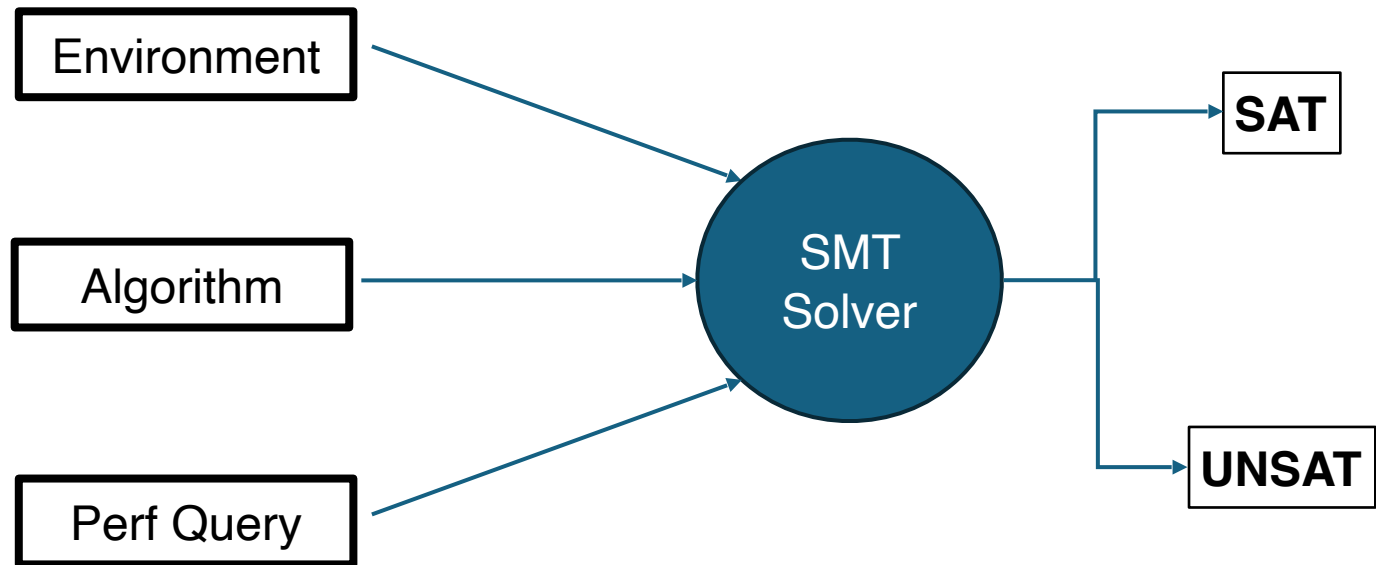 Environment
Algorithm
Perf Query
SMT
Solver
SAT
UNSAT